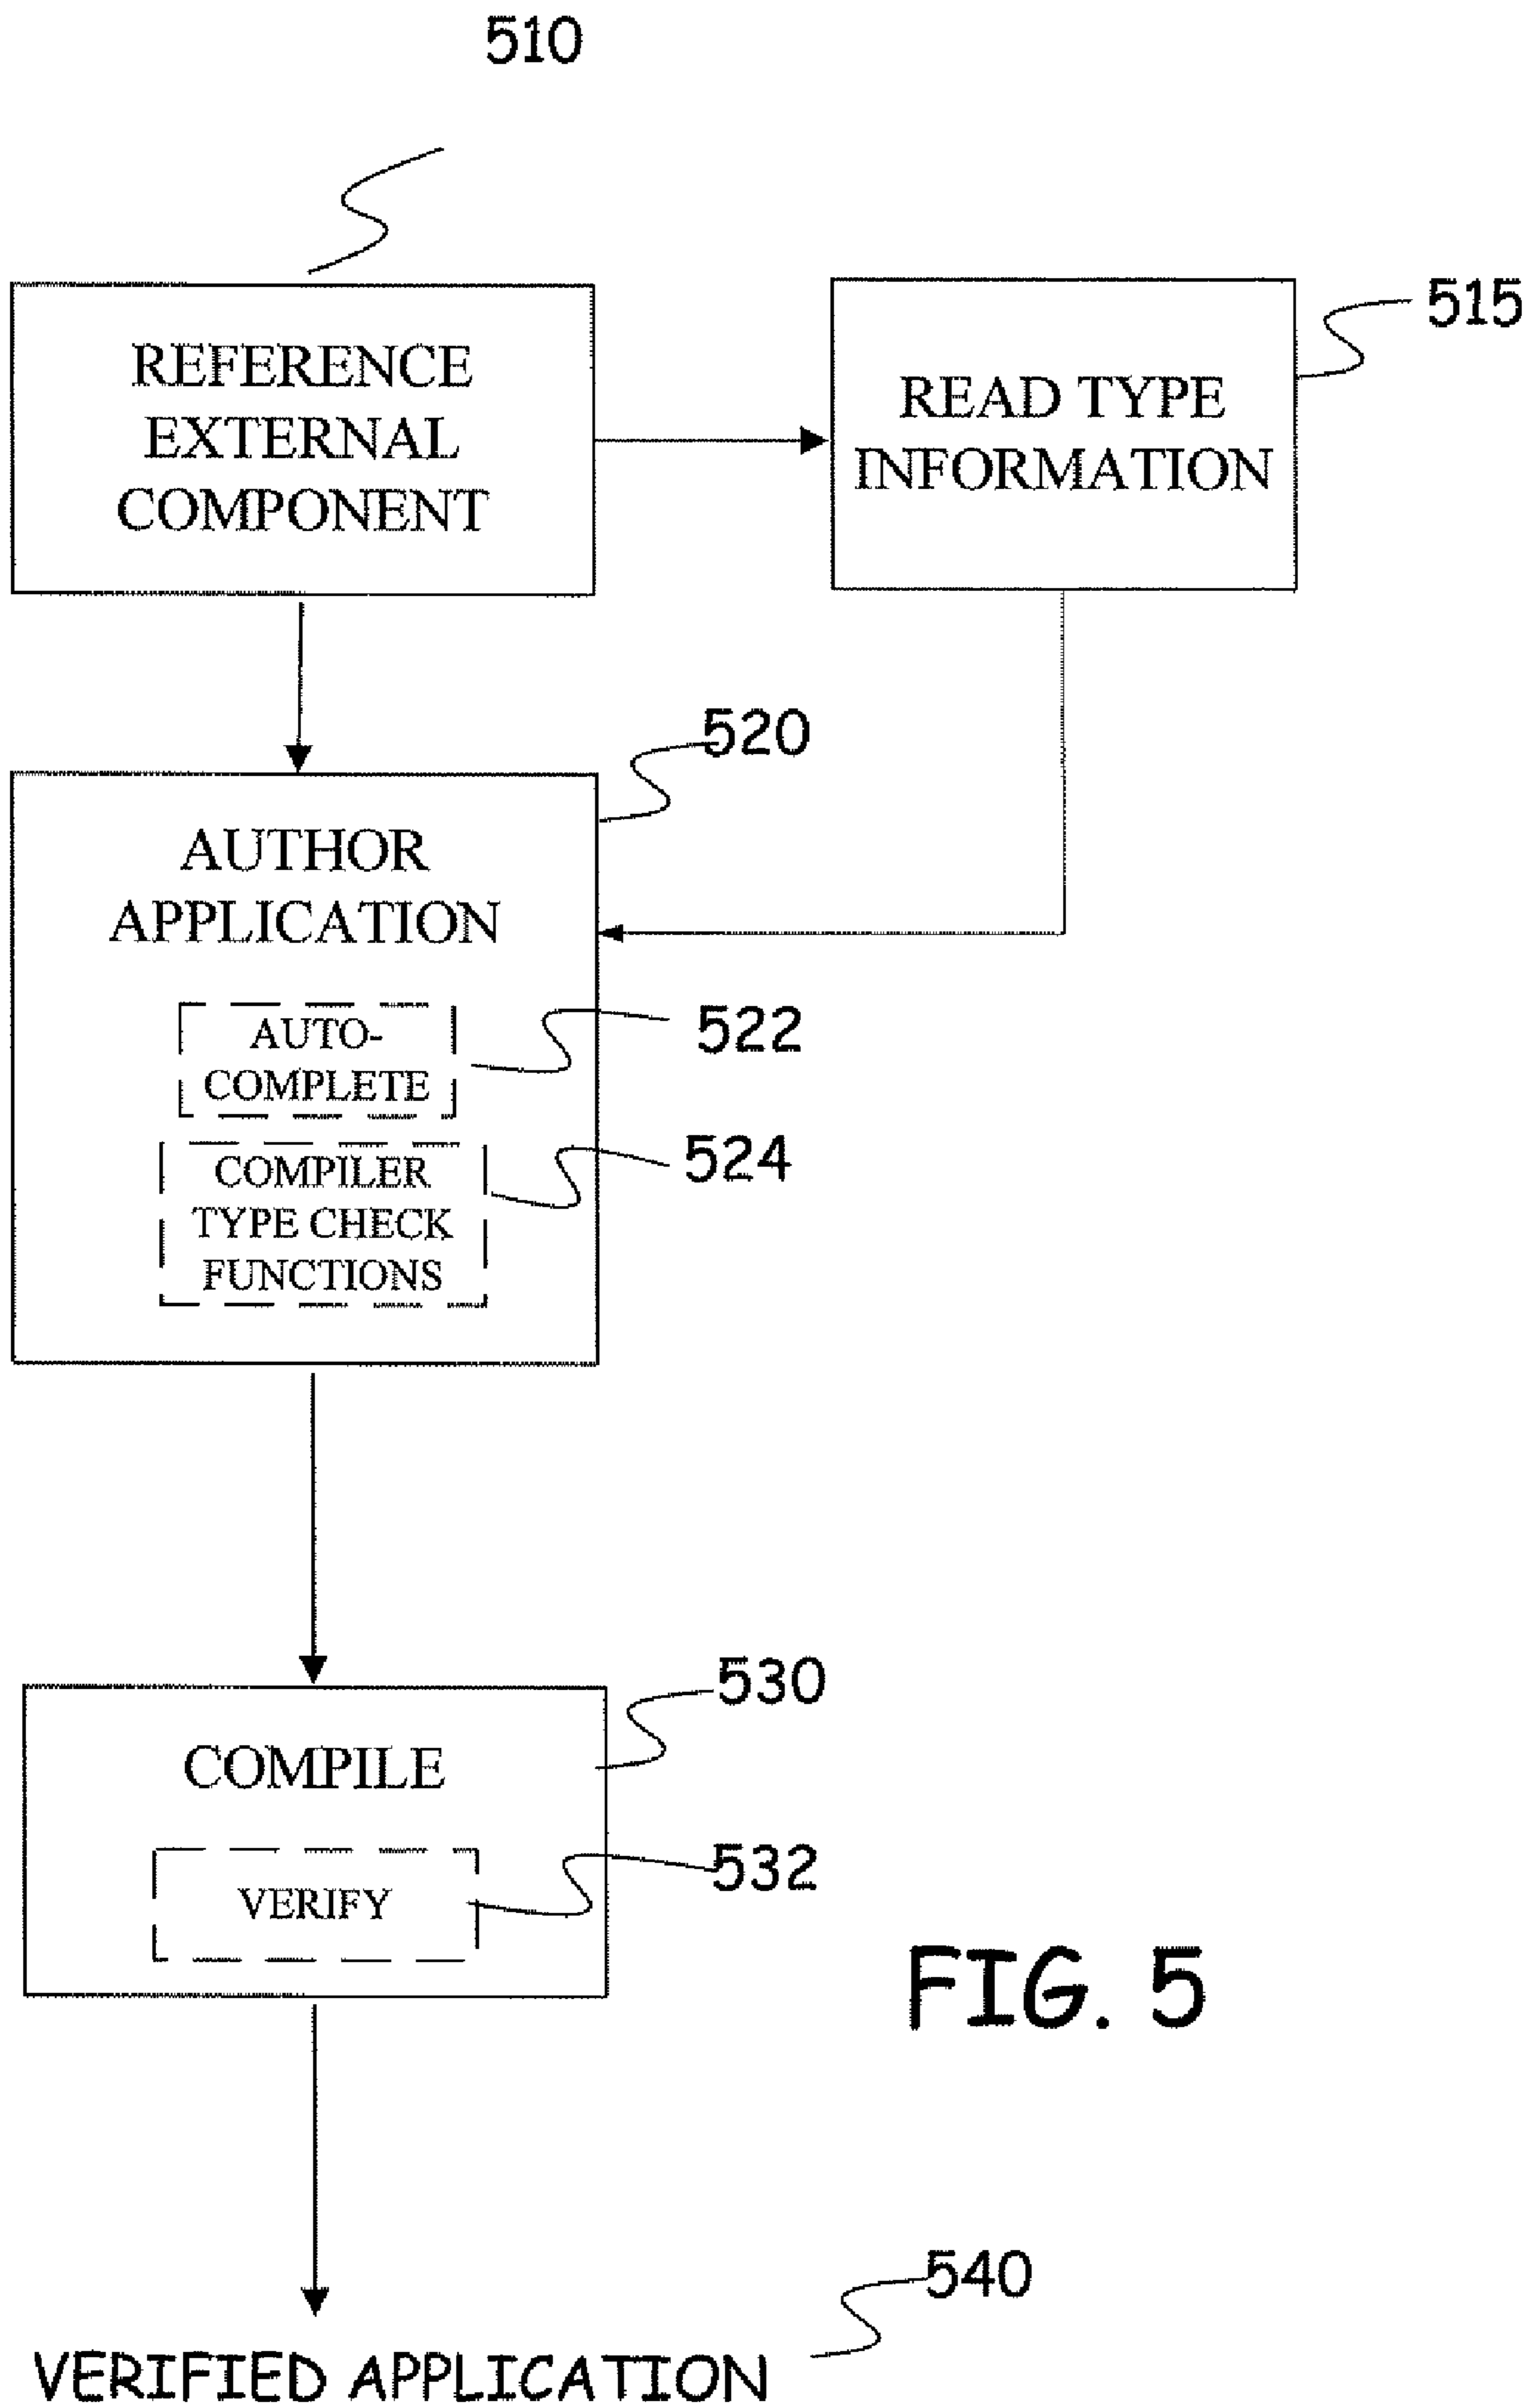 510
REFERENCE
EXTERNAL
COMPONENT
READ TYPE
INFORMATION
515
520
AUTHOR
APPLICATION
AUTO-
COMPLETE
522
COMPILER
TYPE CHECK
FUNCTIONS
524
530
COMPILE
VERIFY
532
FIG. 5
540
VERIFIED APPLICATION